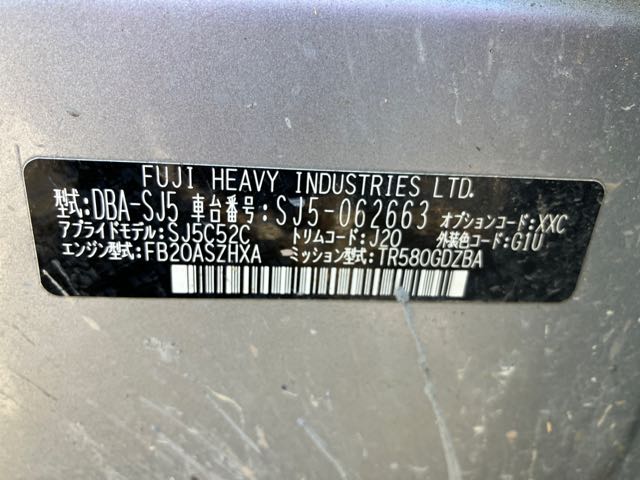 FUJI HEAVY INDUSTRIES LTD.
型式:DBA-SJ5 車台番号:SJ5-062663 オプションコード:XXC
アプライドモデル:SJ5C52C トリムコード:J20 外装色コード:G1U
エンジン型式:FB20ASZHXA ミッション型式:TR580GDZBA